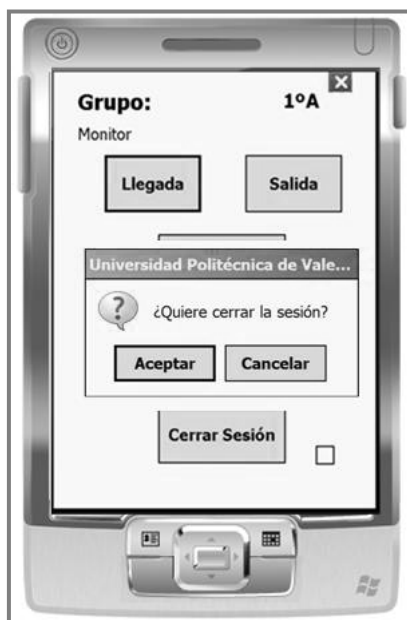 Grupo: 1ºA
Monitor
Llegada Salida
Universidad Politécnica de Vale...
¿Quiere cerrar la sesión?
Aceptar Cancelar
Cerrar Sesión